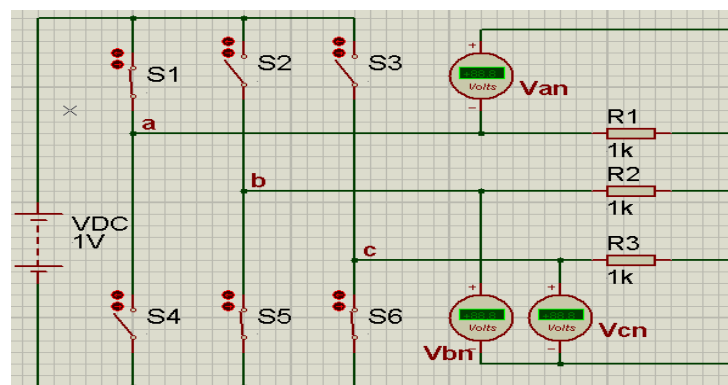 S1
S2
S3
+
Volts
Van
-
a
R1
1k
b
R2
1k
VDC
1V
c
R3
1k
S4
S5
S6
+
Volts
Vbn
-
+
Volts
Vcn
-